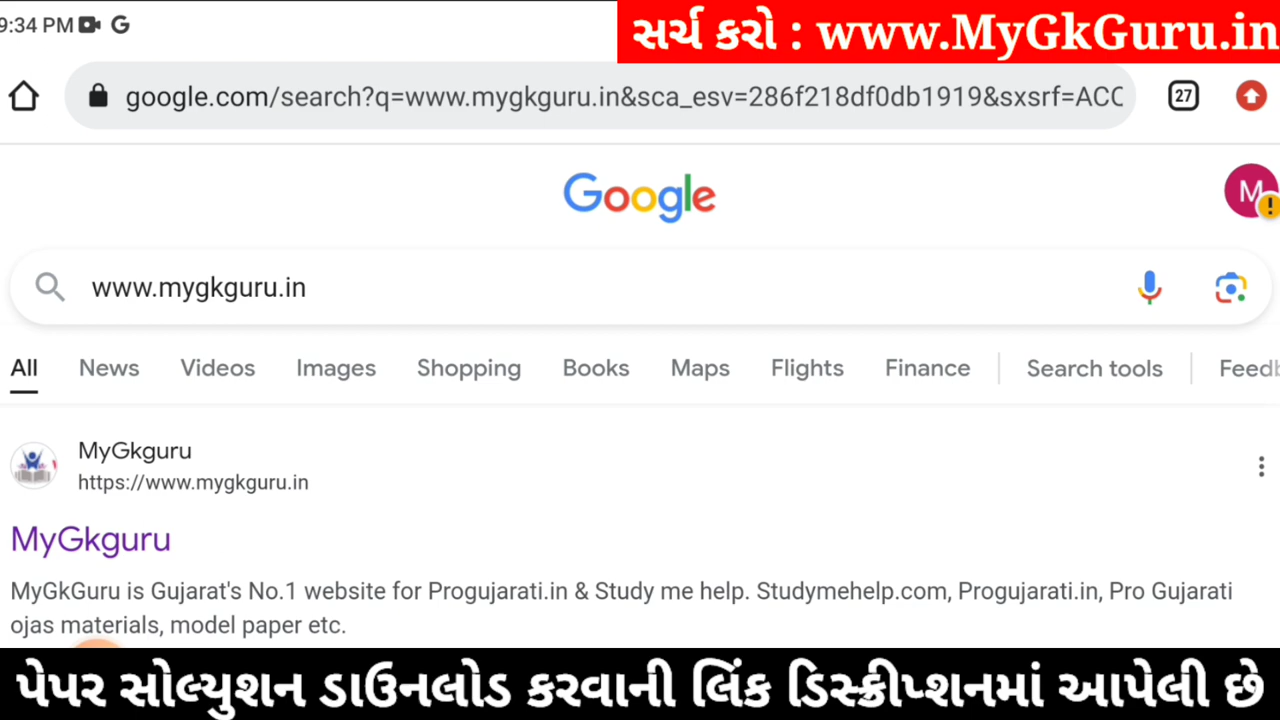 9:34 PM
સર્ચ કરો : www.MyGkGuru.in
google.com/search?q=www.mygkguru.in&sca_esv=286f218df0db1919&sxsrf=ACC
27
Google
M
www.mygkguru.in
All News Videos Images Shopping Books Maps Flights Finance Search tools Feedb
MyGkguru
https://www.mygkguru.in
MyGkguru
MyGkGuru is Gujarat's No.1 website for Progujarati.in & Study me help. Studymehelp.com, Progujarati.in, Pro Gujarati
ojas materials, model paper etc.
પેપર સોલ્યુશન ડાઉનલોડ કરવાની લિંક ડિસ્ક્રીપ્શનમાં આપેલી છે